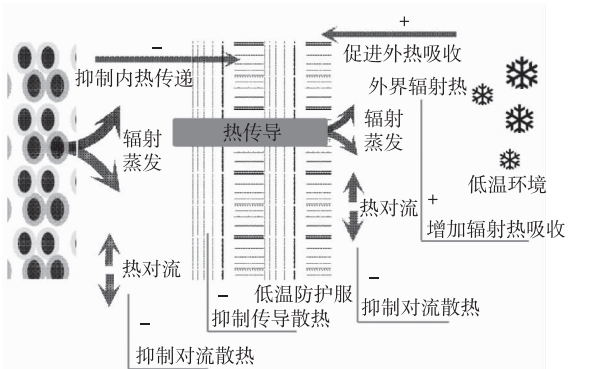 +
−
促进外热吸收
抑制内热传递
外界辐射热
辐射
蒸发
热传导
辐射
蒸发
低温环境
热对流
+
增加辐射热吸收
热对流
−
低温防护服
−
抑制对流散热
抑制传导散热
−
抑制对流散热